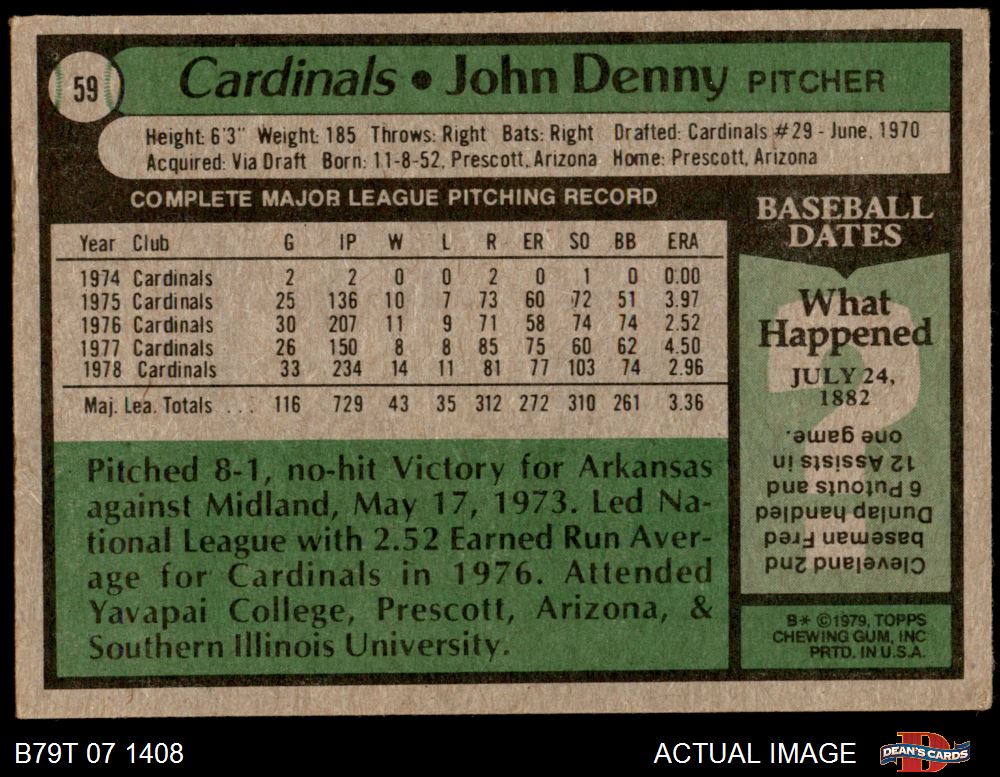 59
Cardinals • John Denny PITCHER
Height: 6'3" Weight: 185 Throws: Right Bats: Right Drafted: Cardinals #29 - June, 1970
Acquired: Via Draft Born: 11-8-52, Prescott, Arizona Home: Prescott, Arizona
COMPLETE MAJOR LEAGUE PITCHING RECORD
Year Club G IP W L R ER SO BB ERA
1974 Cardinals 2 2 0 0 2 0 1 0 0.00
1975 Cardinals 25 136 10 7 73 60 72 51 3.97
1976 Cardinals 30 207 11 9 71 58 74 74 2.52
1977 Cardinals 26 150 8 8 85 75 60 62 4.50
1978 Cardinals 33 234 14 11 81 77 103 74 2.96
Maj. Lea. Totals . . . 116 729 43 35 312 272 310 261 3.36
Pitched 8-1, no-hit Victory for Arkansas
against Midland, May 17, 1973. Led Na-
tional League with 2.52 Earned Run Aver-
age for Cardinals in 1976. Attended
Yavapai College, Prescott, Arizona, &
Southern Illinois University.
BASEBALL
DATES
What
Happened
JULY 24,
1882
Cleveland 2nd
baseman Fred
Dunlap handled
6 Putouts and
12 Assists in
one game.
B* ©1979, TOPPS
CHEWING GUM, INC
PRTD. IN U.S.A.
B79T 07 1408
ACTUAL IMAGE
DEAN'S CARDS